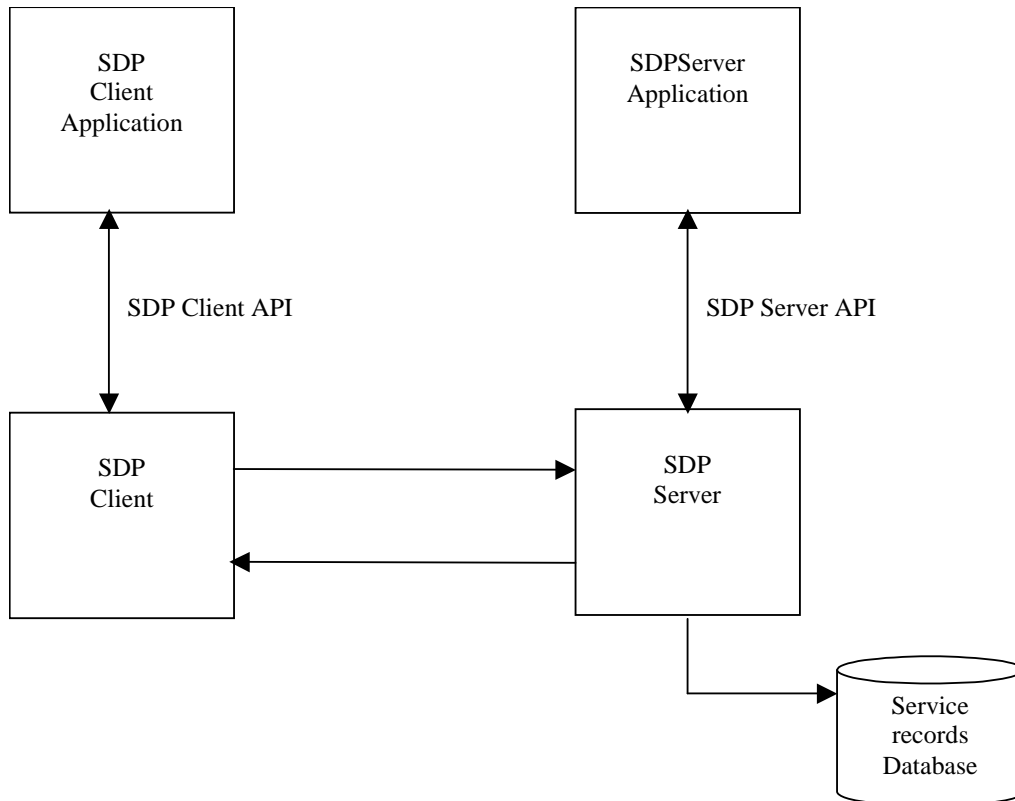 SDP
Client
Application
SDPServer
Application
SDP Client API
SDP Server API
SDP
Client
SDP
Server
Service
records
Database